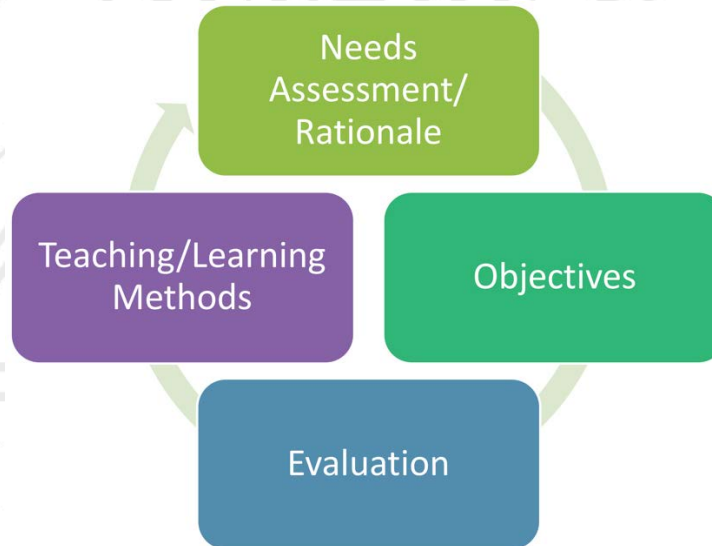 Needs
Assessment/
Rationale
Teaching/Learning
Methods
Objectives
Evaluation